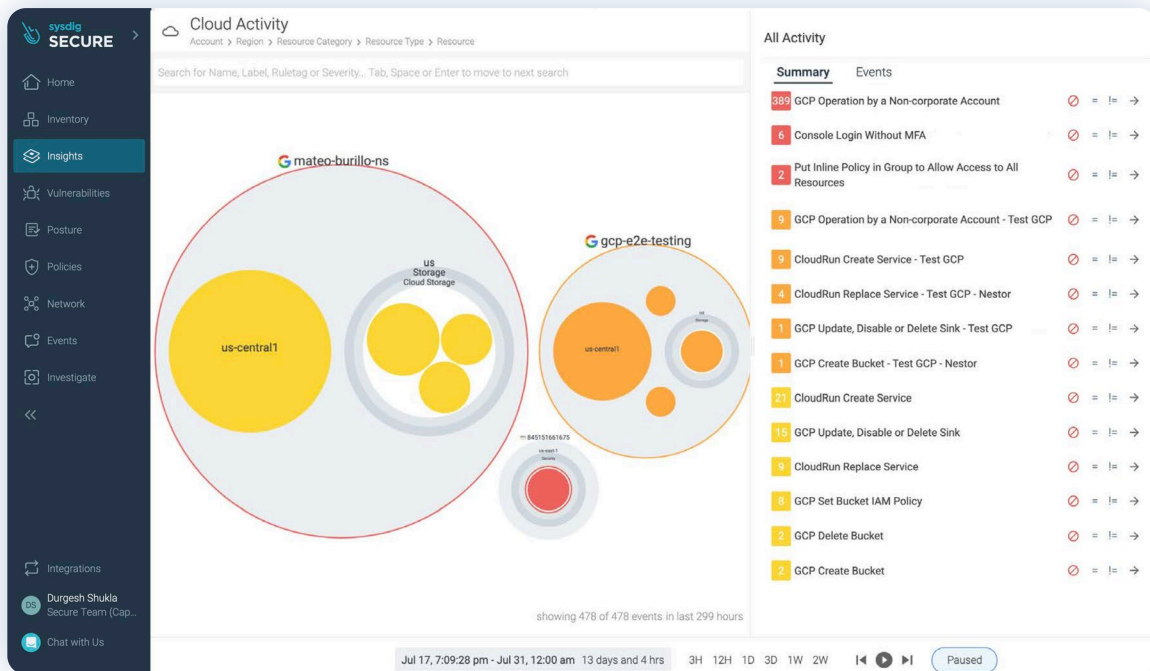 sysdig
SECURE
Home
Inventory
Insights
Vulnerabilities
Posture
Policies
Network
Events
Investigate
Integrations
DS
Durgesh Shukla
Secure Team (Cap...
Chat with Us
Cloud Activity
Account > Region > Resource Category > Resource Type > Resource
Search for Name, Label, Ruletag or Severity... Tab, Space or Enter to move to next search
mateo-burillo-ns
us-central1
us
Storage
Cloud Storage
gcp-e2e-testing
us-central1
us
Storage
845151661675
us-east-1
Security
showing 478 of 478 events in last 299 hours
All Activity
Summary Events
389 GCP Operation by a Non-corporate Account = != →
6 Console Login Without MFA = != →
2 Put Inline Policy in Group to Allow Access to All
Resources = != →
9 GCP Operation by a Non-corporate Account - Test GCP = != →
9 CloudRun Create Service - Test GCP = != →
4 CloudRun Replace Service - Test GCP - Nestor = != →
1 GCP Update, Disable or Delete Sink - Test GCP = != →
1 GCP Create Bucket - Test GCP - Nestor = != →
21 CloudRun Create Service = != →
15 GCP Update, Disable or Delete Sink = != →
9 CloudRun Replace Service = != →
8 GCP Set Bucket IAM Policy = != →
2 GCP Delete Bucket = != →
2 GCP Create Bucket = != →
Jul 17, 7:09:28 pm - Jul 31, 12:00 am 13 days and 4 hrs 3H 12H 1D 3D 1W 2W Paused